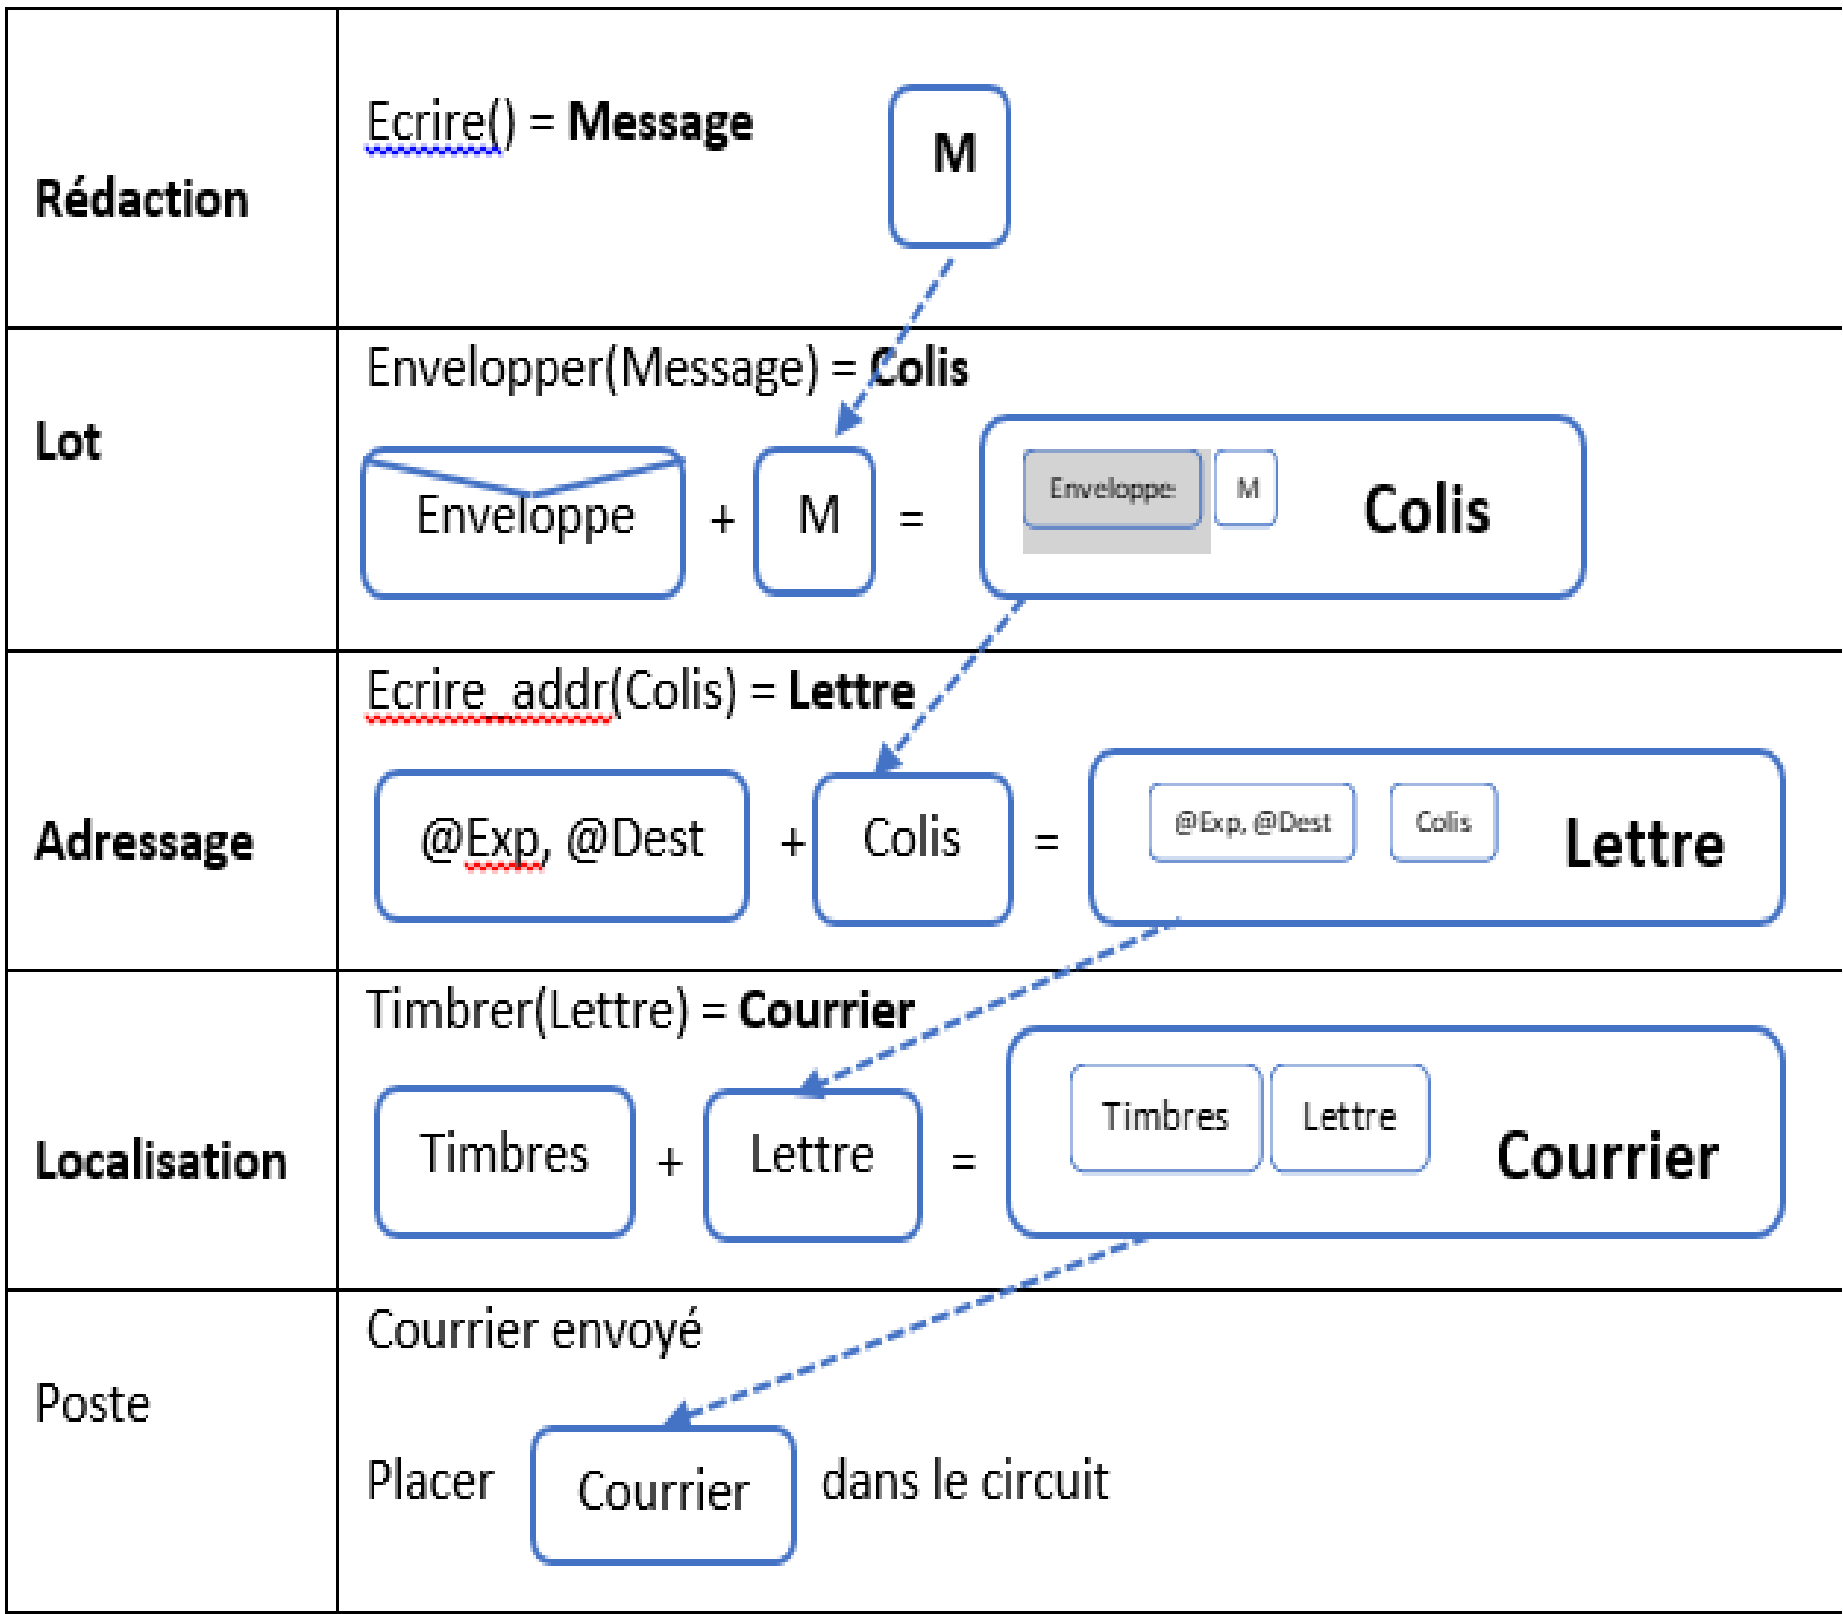 Rédaction
Ecrire() = Message
M
Lot
Envelopper(Message) = Colis
Enveloppe + M = Enveloppe M Colis
Adressage
Ecrire_addr(Colis) = Lettre
@Exp, @Dest + Colis = @Exp, @Dest Colis Lettre
Localisation
Timbrer(Lettre) = Courrier
Timbres + Lettre = Timbres Lettre Courrier
Poste
Courrier envoyé
Placer Courrier dans le circuit